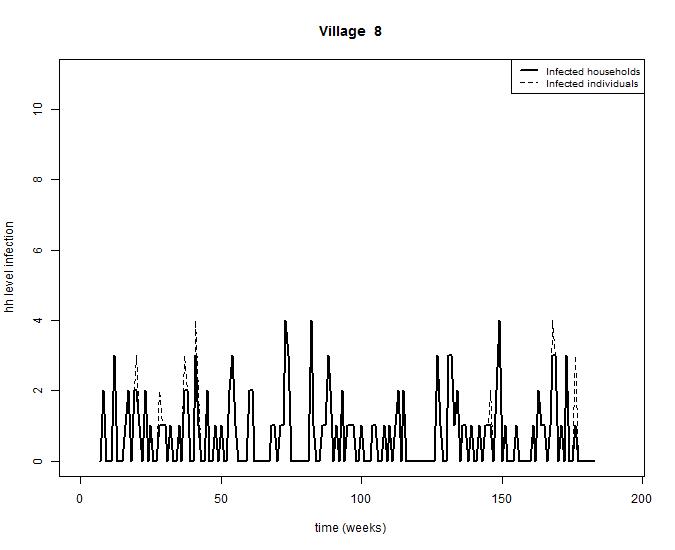 Village 8
Infected households
Infected individuals
hh level infection
10
8
6
4
2
0
0 50 100 150 200
time (weeks)